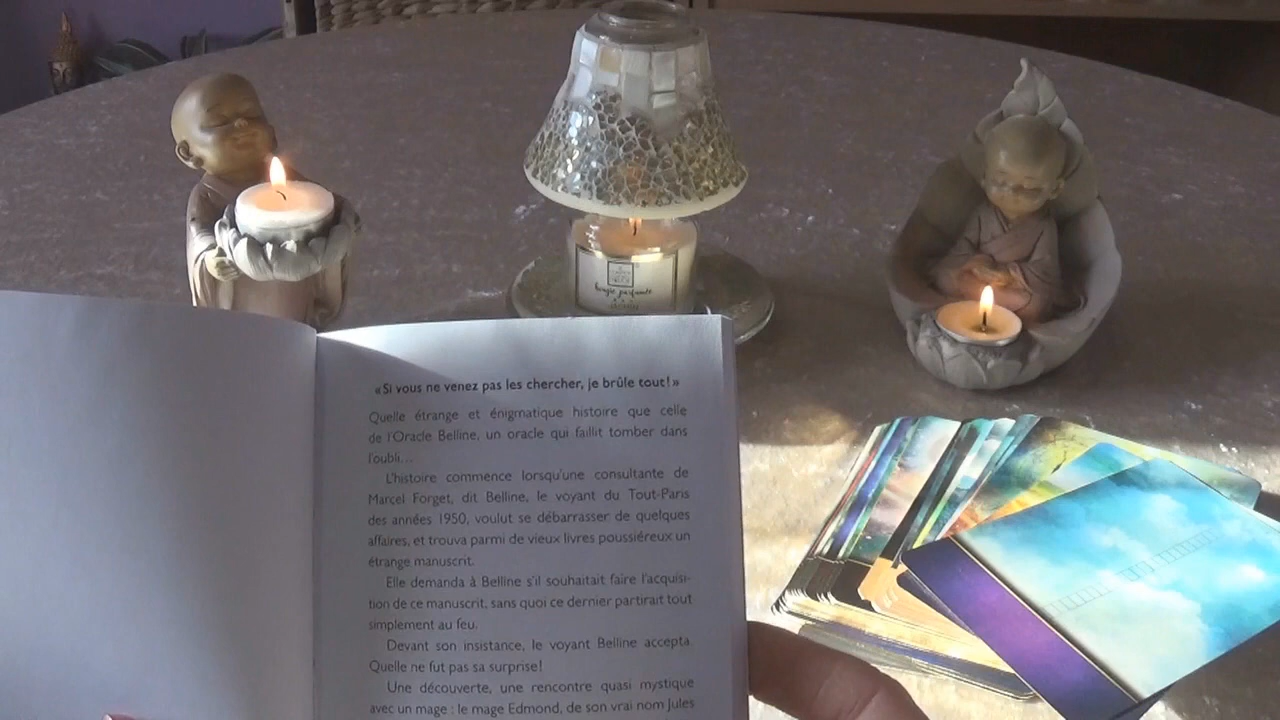 bougie parfumée
«Si vous ne venez pas les chercher, je brûle tout!»
Quelle étrange et énigmatique histoire que celle
de l'Oracle Belline, un oracle qui faillit tomber dans
l'oubli...
L'histoire commence lorsqu'une consultante de
Marcel Forget, dit Belline, le voyant du Tout-Paris
des années 1950, voulut se débarrasser de quelques
affaires, et trouva parmi de vieux livres poussiéreux un
étrange manuscrit.
Elle demanda à Belline s'il souhaitait faire l'acquisi-
tion de ce manuscrit, sans quoi ce dernier partirait tout
simplement au feu.
Devant son insistance, le voyant Belline accepta.
Quelle ne fut pas sa surprise!
Une découverte, une rencontre quasi mystique
avec un mage : le mage Edmond, de son vrai nom Jules